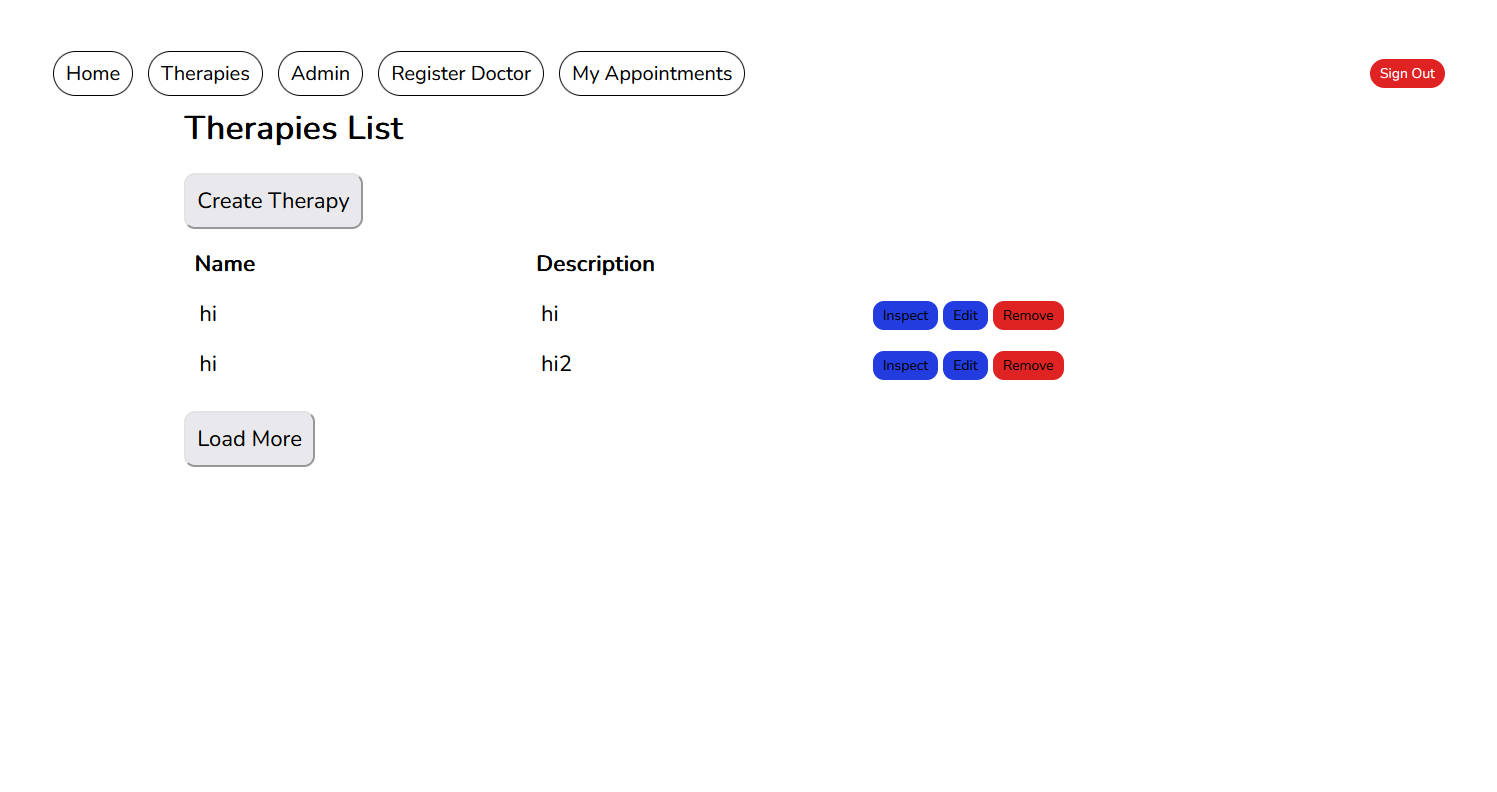 Home Therapies Admin Register Doctor My Appointments Sign Out
Therapies List
Create Therapy
Name Description
hi hi Inspect Edit Remove
hi hi2 Inspect Edit Remove
Load More